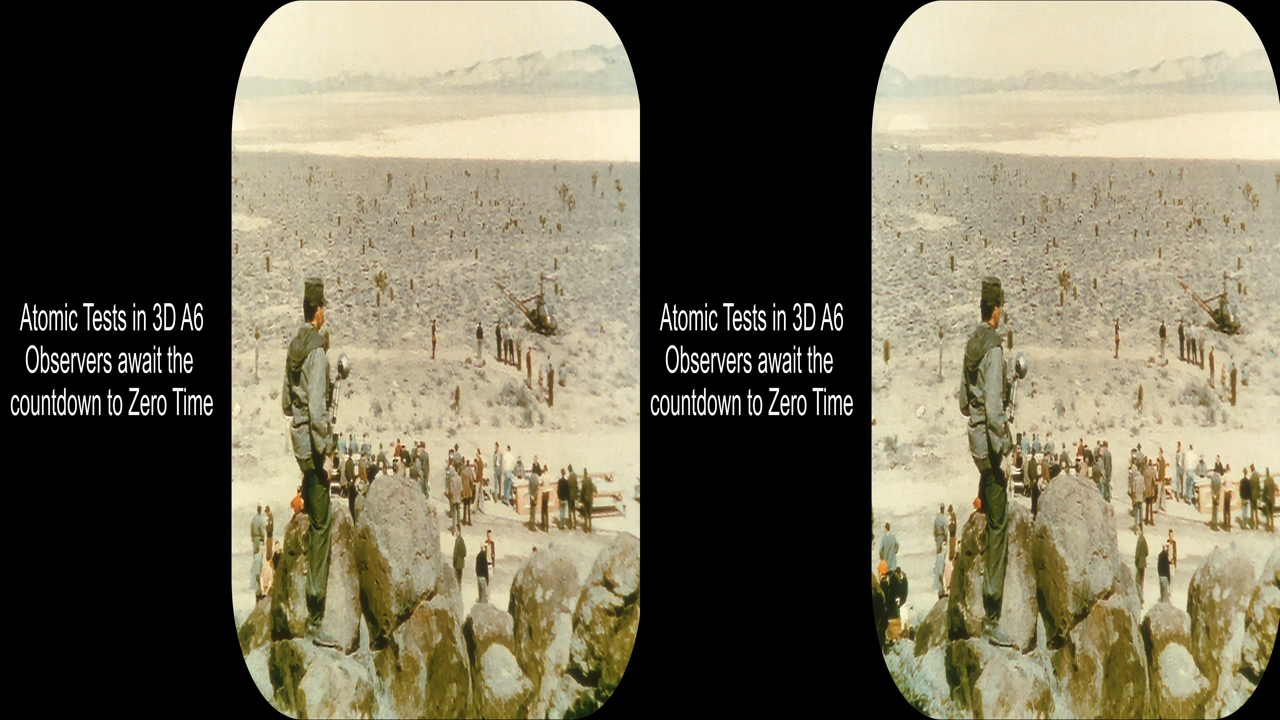 Atomic Tests in 3D A6
Observers await the
countdown to Zero Time
Atomic Tests in 3D A6
Observers await the
countdown to Zero Time